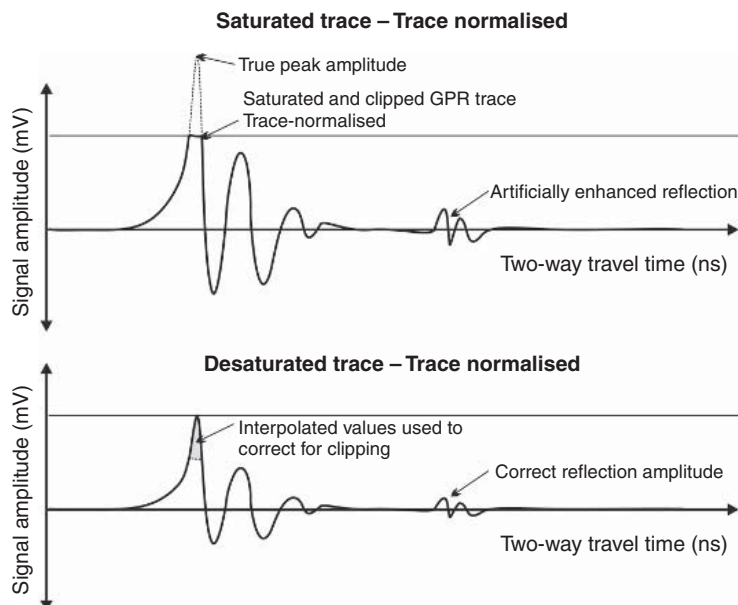 Saturated trace – Trace normalised
True peak amplitude
Saturated and clipped GPR trace
Trace-normalised
Artificially enhanced reflection
Signal amplitude (mV)
Two-way travel time (ns)
Desaturated trace – Trace normalised
Interpolated values used to
correct for clipping
Correct reflection amplitude
Signal amplitude (mV)
Two-way travel time (ns)